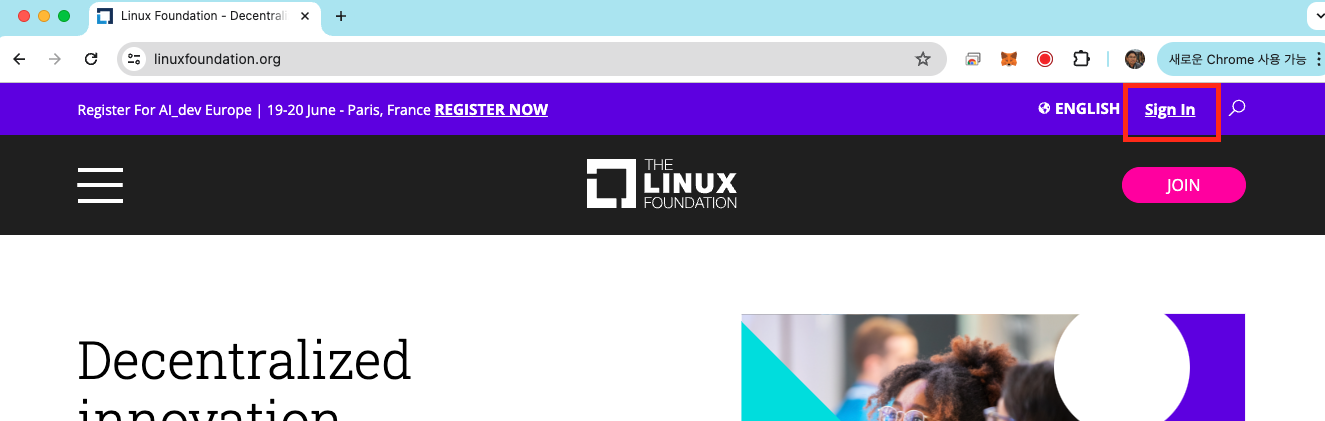 Linux Foundation - Decentrali
linuxfoundation.org
새로운 Chrome 사용 가능
Register For AI_dev Europe | 19-20 June - Paris, France REGISTER NOW
ENGLISH
Sign In
THE
LINUX
FOUNDATION
JOIN
Decentralized
innovation